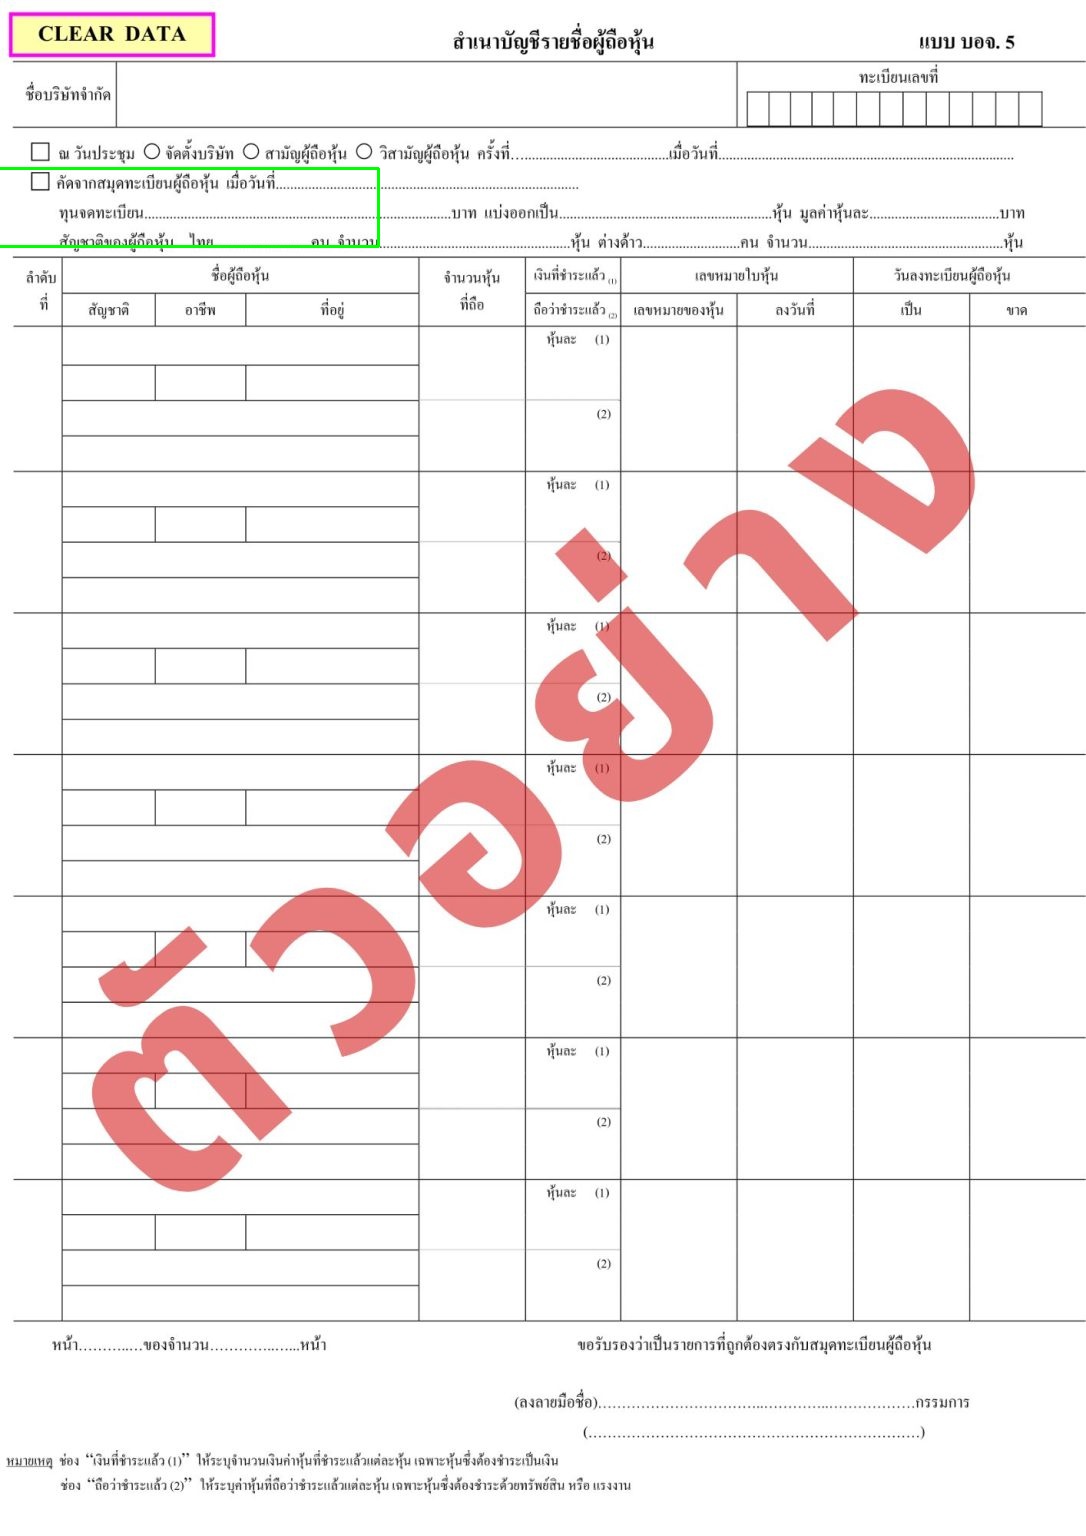 CLEAR DATA
สำเนาบัญชีรายชื่อผู้ถือหุ้น
แบบ บอจ. 5
ชื่อบริษัทจำกัด
ทะเบียนเลขที่
ณ วันประชุม จัดตั้งบริษัท สามัญผู้ถือหุ้น วิสามัญผู้ถือหุ้น ครั้งที่........................................เมื่อวันที่................................................................................
คัดจากสมุดทะเบียนผู้ถือหุ้น เมื่อวันที่................................................................................
ทุนจดทะเบียน................................................................................บาท แบ่งออกเป็น........................................................หุ้น มูลค่าหุ้นละ..................................บาท
สัญชาติของผู้ถือหุ้น ไทย..........................คน จำนวน..................................................หุ้น ต่างด้าว..........................คน จำนวน..................................................หุ้น
ลำดับที่ ชื่อผู้ถือหุ้น จำนวนหุ้นที่ถือ เงินที่ชำระแล้ว (1) เลขหมายใบหุ้น วันลงทะเบียนผู้ถือหุ้น
สัญชาติ อาชีพ ที่อยู่ ถือว่าชำระแล้ว (2) เลขหมายของหุ้น ลงวันที่ เป็น ขาด
หุ้นละ (1)
(2)
หุ้นละ (1)
(2)
หุ้นละ (1)
(2)
หุ้นละ (1)
(2)
หุ้นละ (1)
(2)
หุ้นละ (1)
(2)
หุ้นละ (1)
(2)
ตัวอย่าง
หน้า..............ของจำนวน...................หน้า
ขอรับรองว่าเป็นรายการที่ถูกต้องตรงกับสมุดทะเบียนผู้ถือหุ้น
(ลงลายมือชื่อ)................................................................กรรมการ
(................................................................)
หมายเหตุ ช่อง “เงินที่ชำระแล้ว (1)” ให้ระบุจำนวนเงินค่าหุ้นที่ชำระแล้วแต่ละหุ้น เฉพาะหุ้นซึ่งต้องชำระเป็นเงิน
ช่อง “ถือว่าชำระแล้ว (2)” ให้ระบุค่าหุ้นที่ถือว่าชำระแล้วแต่ละหุ้น เฉพาะหุ้นซึ่งต้องชำระด้วยทรัพย์สิน หรือ แรงงาน